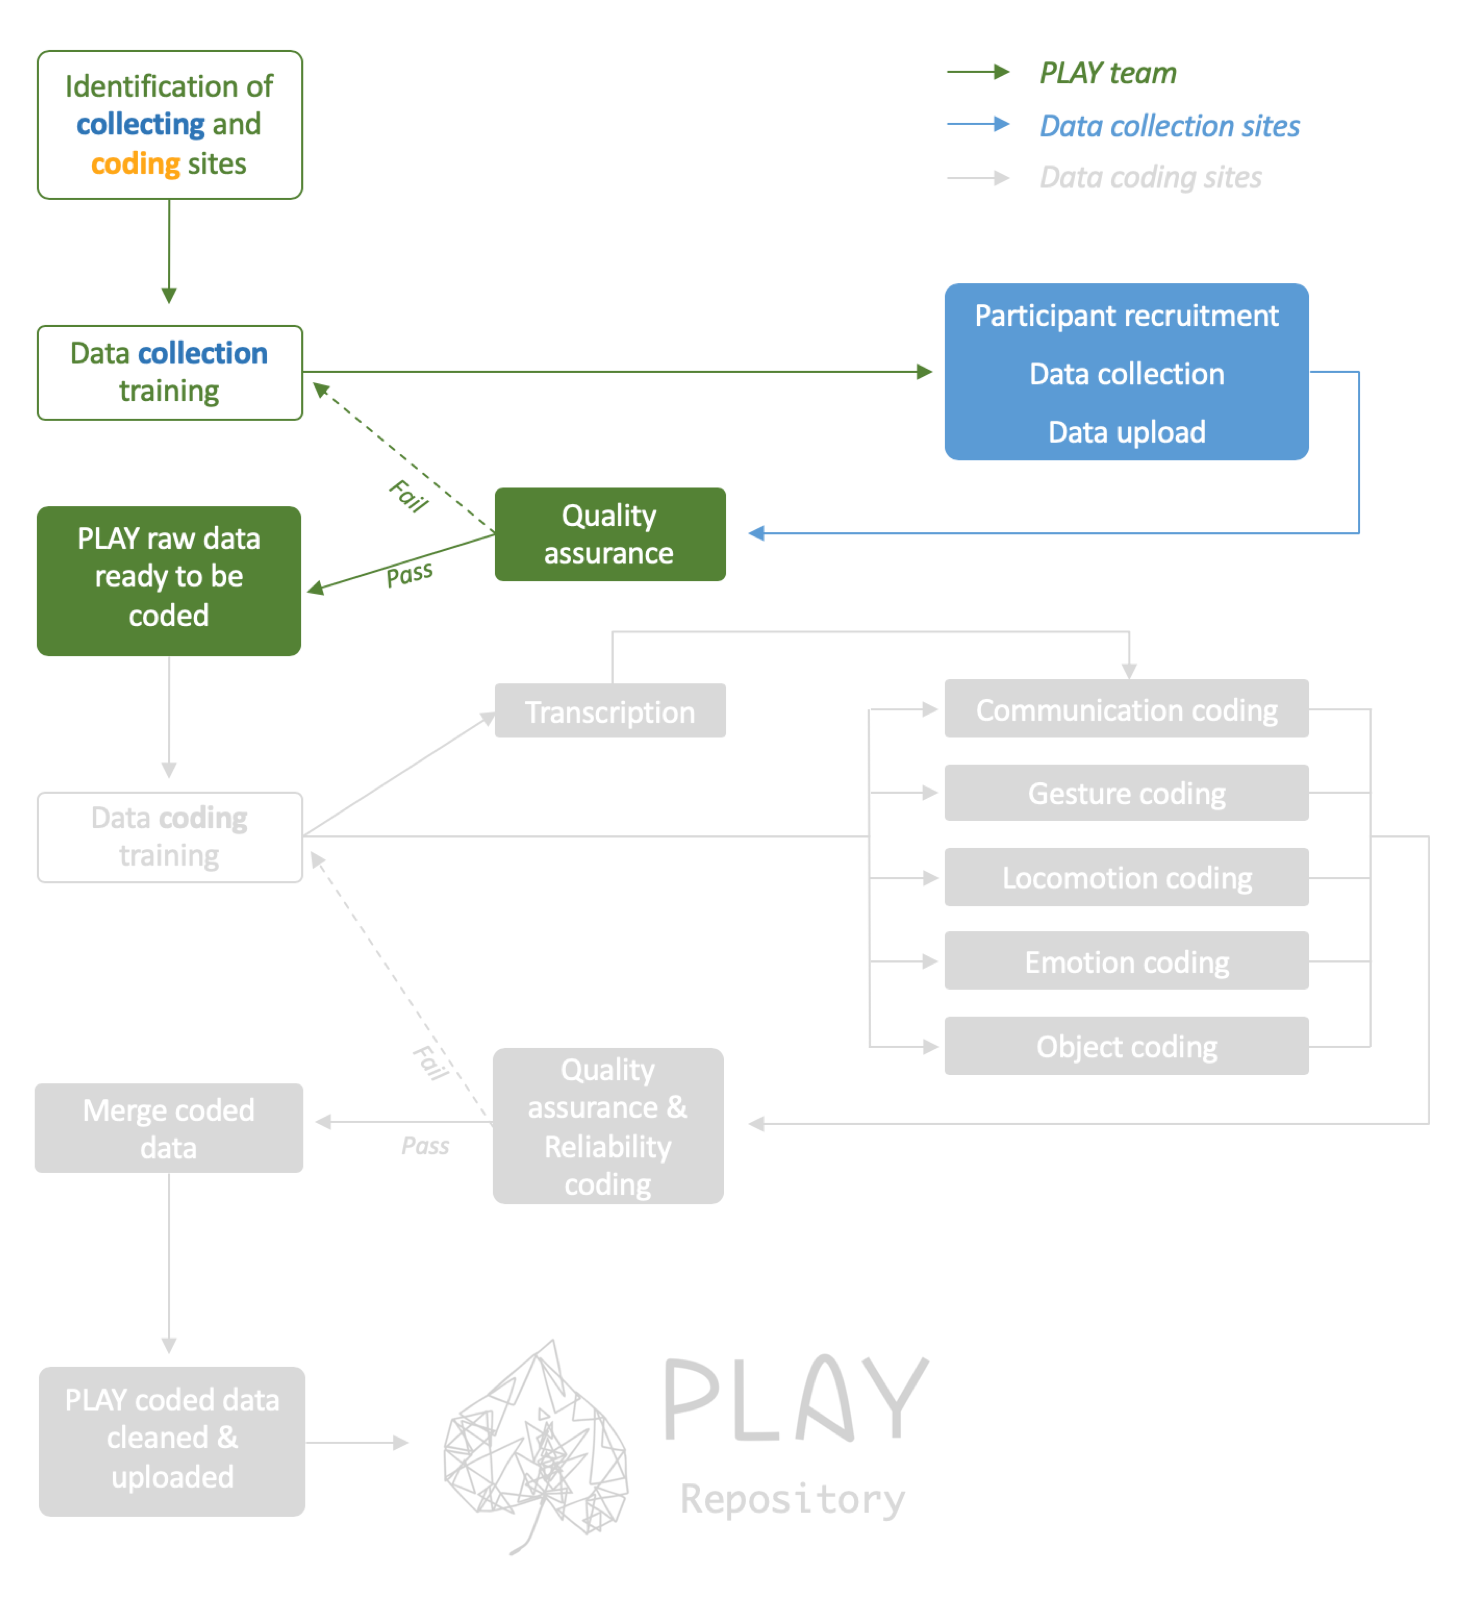 Identification of
collecting and
coding sites
PLAY team
Data collection sites
Data coding sites
Data collection
training
Participant recruitment
Data collection
Data upload
Fail
Quality
assurance
Pass
PLAY raw data
ready to be
coded
Transcription
Communication coding
Gesture coding
Data coding
training
Locomotion coding
Emotion coding
Object coding
Fail
Quality
assurance &
Reliability
coding
Pass
Merge coded
data
PLAY coded data
cleaned &
uploaded
PLAY
Repository